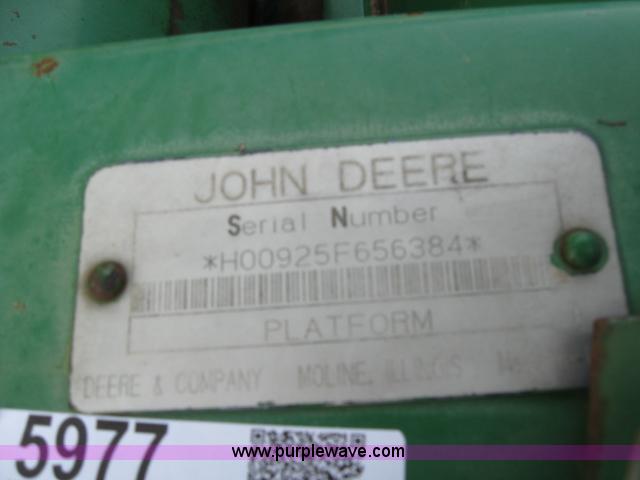 JOHN DEERE
Serial Number
*H00925F656384*
PLATFORM
DEERE & COMPANY MOLINE, ILLINOIS
5977
www.purplewave.com